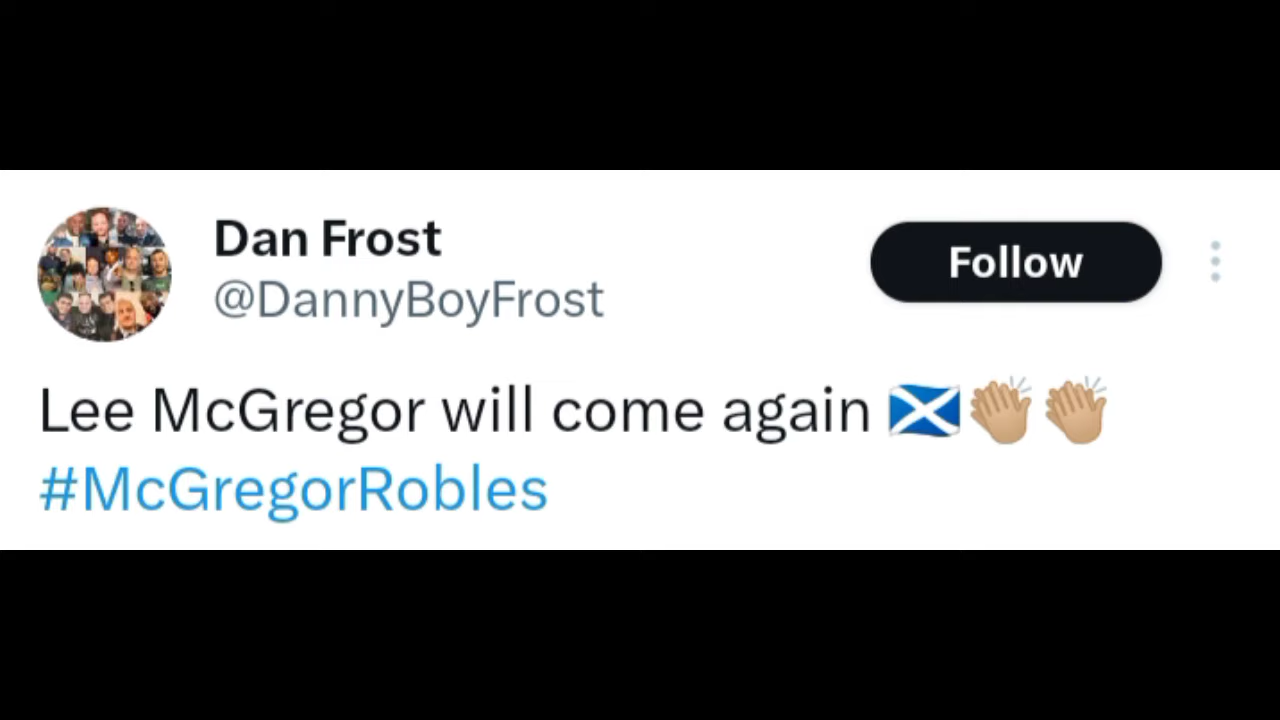 Dan Frost
@DannyBoyFrost
Follow
Lee McGregor will come again 🏴󠁧󠁢󠁳󠁣󠁴󠁿👏🏼👏🏼
#McGregorRobles